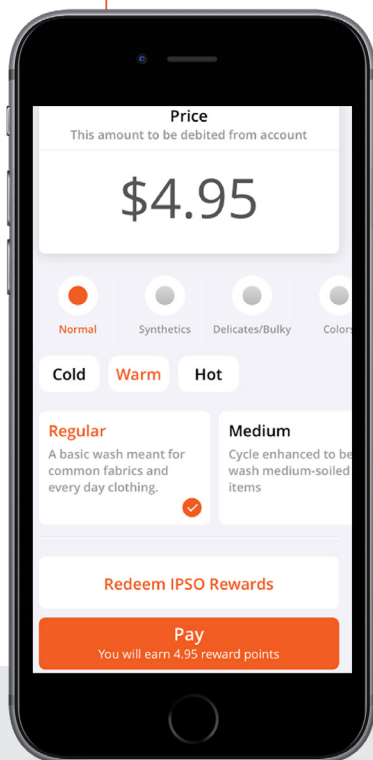 Price
This amount to be debited from account
$4.95
Normal Synthetics Delicates/Bulky Colors
Cold Warm Hot
Regular Medium
A basic wash meant for
common fabrics and
every day clothing.
Cycle enhanced to be
wash medium-soiled
items
Redeem IPSO Rewards
Pay
You will earn 4.95 reward points